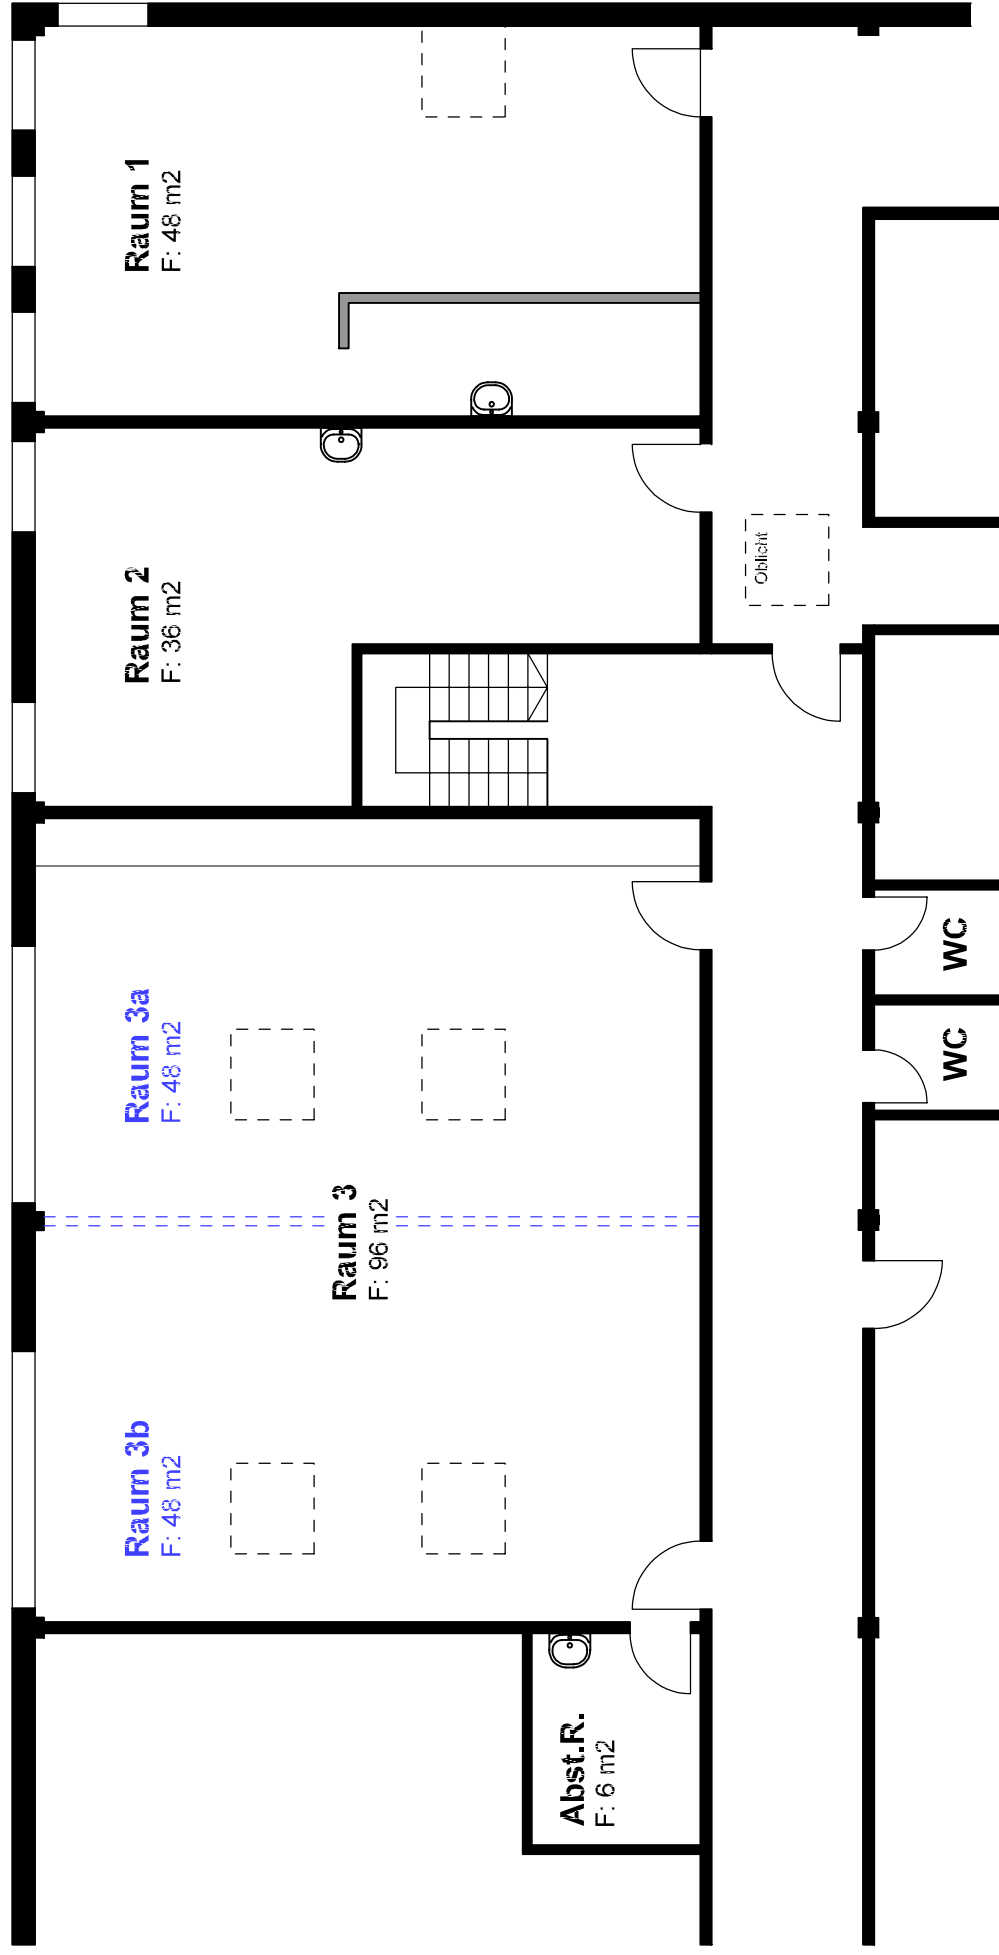 Raum 1
F: 48 m2
Raum 2
F: 36 m2
Oblicht
Raum 3a
F: 48 m2
Raum 3
F: 96 m2
Raum 3b
F: 48 m2
WC
WC
Abst.R.
F: 6 m2